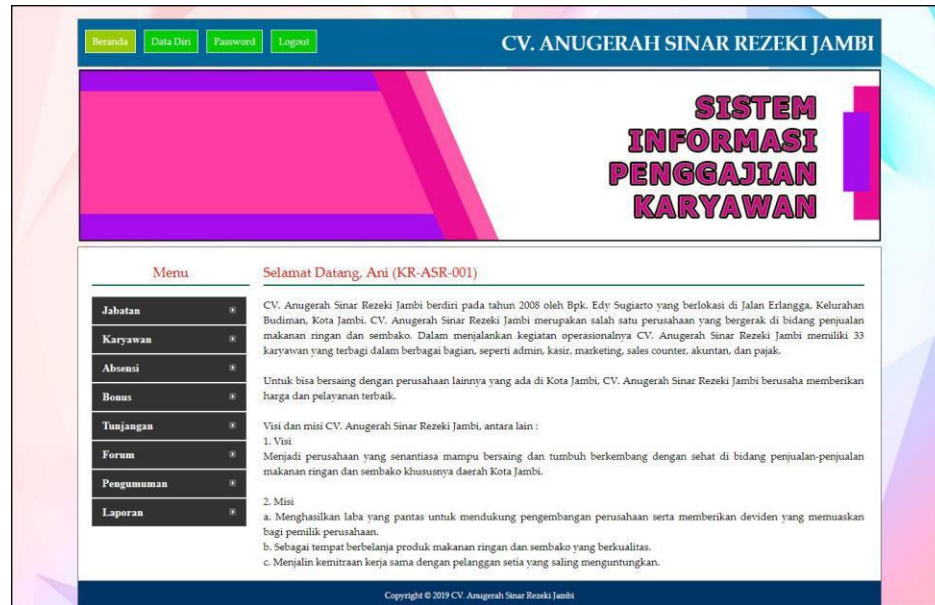 Beranda Data Diri Password Logout CV. ANUGERAH SINAR REZEKI JAMBI
SISTEM
INFORMASI
PENGGAJIAN
KARYAWAN
Menu
Jabatan
Karyawan
Absensi
Bonus
Tunjangan
Forum
Pengumuman
Laporan
Selamat Datang, Ani (KR-ASR-001)
CV. Anugerah Sinar Rezeki Jambi berdiri pada tahun 2008 oleh Bpk. Edy Sugiarto yang berlokasi di Jalan Erlangga, Kelurahan
Budiman, Kota Jambi. CV. Anugerah Sinar Rezeki Jambi merupakan salah satu perusahaan yang bergerak di bidang penjualan
makanan ringan dan sembako. Dalam menjalankan kegiatan operasionalnya CV. Anugerah Sinar Rezeki Jambi memiliki 33
karyawan yang terbagi dalam berbagai bagian, seperti admin, kasir, marketing, sales counter, akuntan, dan pajak.
Untuk bisa bersaing dengan perusahaan lainnya yang ada di Kota Jambi, CV. Anugerah Sinar Rezeki Jambi berusaha memberikan
harga dan pelayanan terbaik.
Visi dan misi CV. Anugerah Sinar Rezeki Jambi, antara lain :
1. Visi
Menjadi perusahaan yang senantiasa mampu bersaing dan tumbuh berkembang dengan sehat di bidang penjualan-penjualan
makanan ringan dan sembako khususnya daerah Kota Jambi.
2. Misi
a. Menghasilkan laba yang pantas untuk mendukung pengembangan perusahaan serta memberikan deviden yang memuaskan
bagi pemilik perusahaan.
b. Sebagai tempat berbelanja produk makanan ringan dan sembako yang berkualitas.
c. Menjalin kemitraan kerja sama dengan pelanggan setia yang saling menguntungkan.
Copyright © 2019 CV. Anugerah Sinar Rezeki Jambi